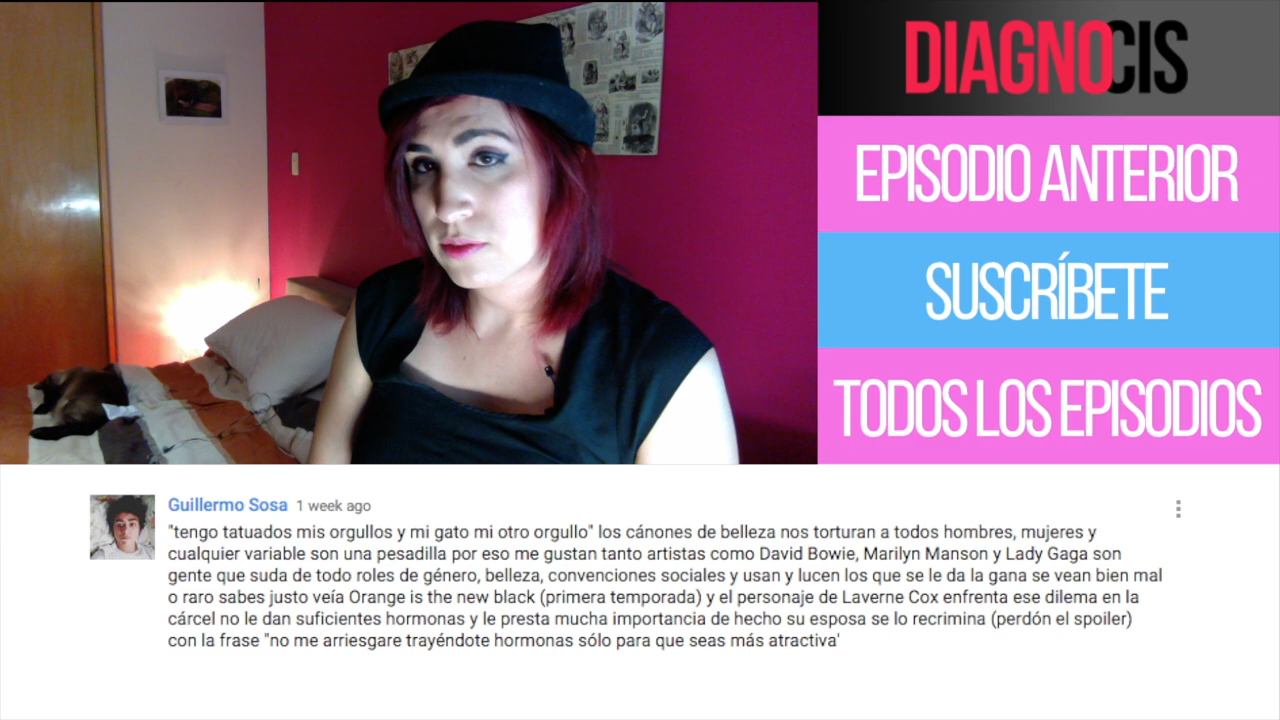 DIAGNOCIS
EPISODIO ANTERIOR
SUSCRÍBETE
TODOS LOS EPISODIOS
Guillermo Sosa 1 week ago
"tengo tatuados mis orgullos y mi gato mi otro orgullo" los cánones de belleza nos torturan a todos hombres, mujeres y
cualquier variable son una pesadilla por eso me gustan tanto artistas como David Bowie, Marilyn Manson y Lady Gaga son
gente que suda de todo roles de género, belleza, convenciones sociales y usan y lucen los que se le da la gana se vean bien mal
o raro sabes justo veía Orange is the new black (primera temporada) y el personaje de Laverne Cox enfrenta ese dilema en la
cárcel no le dan suficientes hormonas y le presta mucha importancia de hecho su esposa se lo recrimina (perdón el spoiler)
con la frase "no me arriesgare trayéndote hormonas sólo para que seas más atractiva'